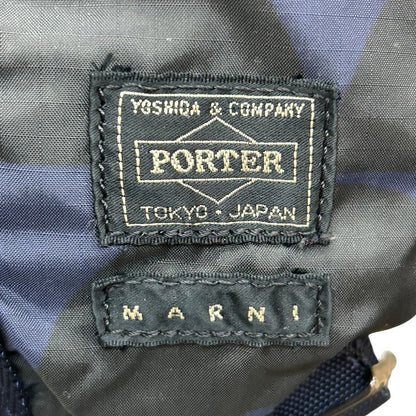 YOSHIDA & COMPANY
PORTER
TOKYO · JAPAN
MARNI